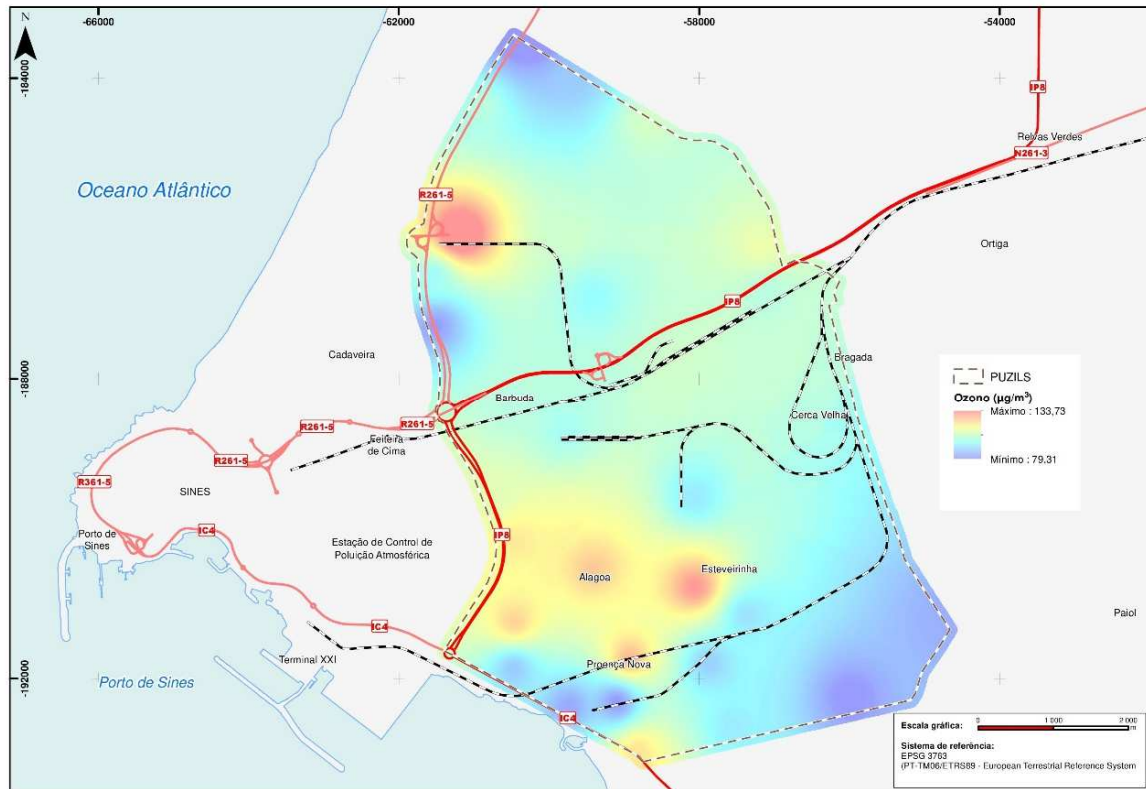 -66000
-62000
-58000
-54000
N
-184000
IP8
Relvas Verdes
N261-3
Oceano Atlântico
R261-5
Ortiga
IP8
-188000
Cadaveira
Bragada
PUZILS
Ozono (µg/m³)
Máximo : 133,73
Mínimo : 79.31
Barbuda
Cerca Velha
R261-5
R261-5
Feiteira
de Cima
R261-5
R361-5
SINES
IC4
Porto de
Sines
IP8
Estação de Control de
Poluição Atmosférica
Alagoa
Esteveirinha
IC4
Paiol
-192000
Terminal XXI
Proença Nova
Porto de Sines
IC4
Escala gráfica:
0
1 000
2 000
m
Sistema de referência:
EPSG 3763
(PT-TM06/ETRS89 - European Terrestrial Reference System